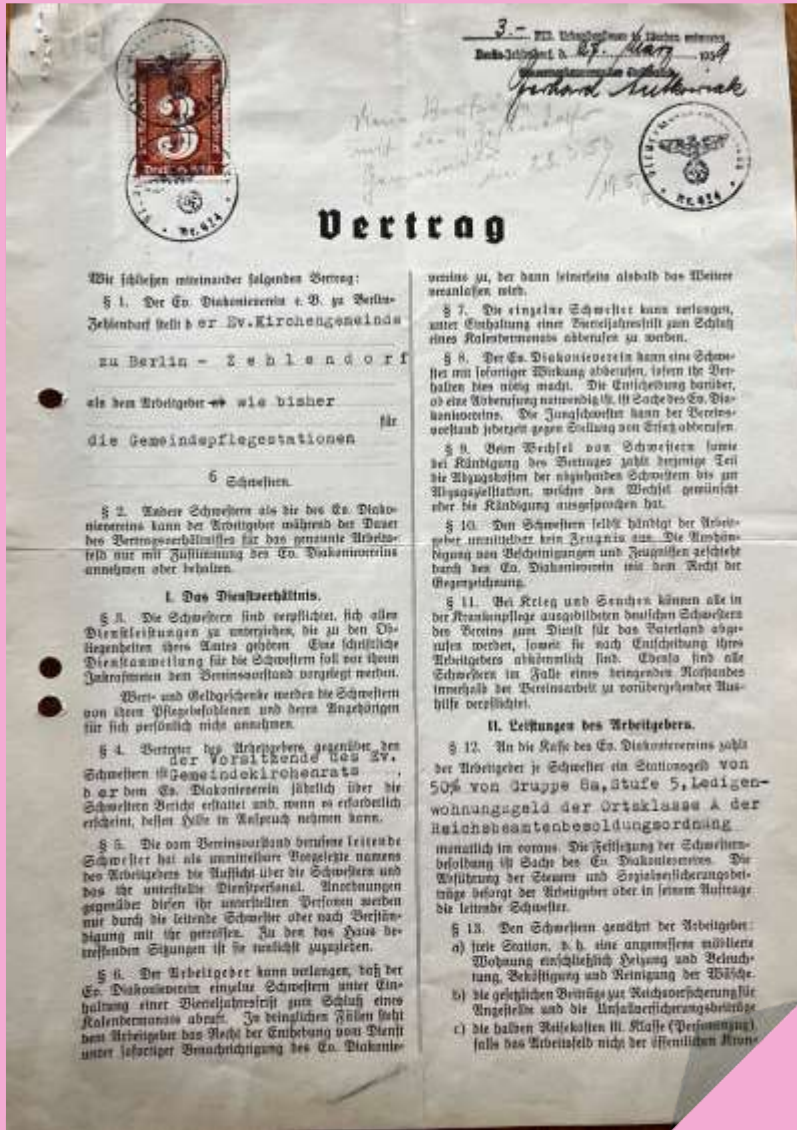 3.-
Berlin-Zehlendorf, d. 27. März 1939
Gerhard
3
Nr. 424
Nr. 424
Vertrag
Wir schließen miteinander folgenden Vertrag:
§ 1. Der Ev. Diakonieverein e. V. zu Berlin-
Zehlendorf stellt d er Ev.Kirchengemeinde
zu Berlin - Zehlendorf
als dem Arbeitgeber wie bisher
für
die Gemeindepflegestationen
6 Schwestern.
§ 2. Andere Schwestern als die des Ev. Diako-
nievereins kann der Arbeitgeber während der Dauer
des Vertragsverhältnisses für das genannte Arbeits-
feld nur mit Zustimmung des Ev. Diakonievereins
annehmen oder behalten.
I. Das Dienstverhältnis.
§ 3. Die Schwestern sind verpflichtet, sich allen
Dienstleistungen zu unterziehen, die zu den Ob-
liegenheiten ihres Amtes gehören. Eine schriftliche
Dienstanweisung für die Schwestern soll vor ihrem
Inkrafttreten dem Vereinsvorstand vorgelegt werden.
Wert- und Geldgeschenke werden die Schwestern
von ihren Pflegebefohlenen und deren Angehörigen
für sich persönlich nicht annehmen.
§ 4. Vertreter des Arbeitgebers gegenüber den
der Vorsitzende des Ev.
Schwestern ist Gemeindekirchenrats ,
d er dem Ev. Diakonieverein jährlich über die
Schwestern Bericht erstattet und, wenn es erforderlich
erscheint, dessen Hilfe in Anspruch nehmen kann.
§ 5. Die vom Vereinsvorstand berufene leitende
Schwester hat als unmittelbare Vorgesetzte namens
des Arbeitgebers die Aufsicht über die Schwestern und
das ihr unterstellte Dienstpersonal. Anordnungen
gegenüber diesen ihr unterstellten Personen werden
nur durch die leitende Schwester oder nach Verstän-
digung mit ihr getroffen. Zu den das Haus be-
treffenden Sitzungen ist sie tunlichst zuzuziehen.
§ 6. Der Arbeitgeber kann verlangen, daß der
Ev. Diakonieverein einzelne Schwestern unter Ein-
haltung einer Vierteljahresfrist zum Schluß eines
Kalendermonats abruft. In dringlichen Fällen steht
dem Arbeitgeber das Recht der Enthebung vom Dienst
unter sofortiger Benachrichtigung des Ev. Diakonie-
vereins zu, der dann seinerseits alsbald das Weitere
veranlassen wird.
§ 7. Die einzelne Schwester kann verlangen,
unter Einhaltung einer Vierteljahresfrist zum Schluß
eines Kalendermonats abberufen zu werden.
§ 8. Der Ev. Diakonieverein kann eine Schwe-
ster mit sofortiger Wirkung abberufen, sofern ihr Ver-
halten dies nötig macht. Die Entscheidung darüber,
ob eine Abberufung notwendig ist, ist Sache des Ev. Dia-
konievereins. Die Jungschwester kann der Vereins-
vorstand jederzeit gegen Stellung von Ersatz abberufen.
§ 9. Beim Wechsel von Schwestern sowie
bei Kündigung des Vertrages zahlt derjenige Teil
die Abzugskosten der abziehenden Schwestern bis zur
Abzugszielstation, welcher den Wechsel gewünscht
oder die Kündigung ausgesprochen hat.
§ 10. Den Schwestern selbst händigt der Arbeit-
geber unmittelbar kein Zeugnis aus. Die Aushän-
digung von Bescheinigungen und Zeugnissen geschieht
durch den Ev. Diakonieverein mit dem Recht der
Gegenzeichnung.
§ 11. Bei Krieg und Seuchen können alle in
der Krankenpflege ausgebildeten deutschen Schwestern
des Vereins zum Dienst für das Vaterland abge-
rufen werden, soweit sie nach Entscheidung ihres
Arbeitgebers abkömmlich sind. Ebenso sind alle
Schwestern im Falle eines dringenden Notstandes
innerhalb der Vereinsarbeit zu vorübergehender Aus-
hilfe verpflichtet.
II. Leistungen des Arbeitgebers.
§ 12. An die Kasse des Ev. Diakonievereins zahlt
der Arbeitgeber je Schwester ein Stationsgeld von
50% von Gruppe 8a, Stufe 5, Ledigen-
wohnungsgeld der Ortsklasse A der
Reichsbeamtenbesoldungsordnung
monatlich im voraus. Die Festsetzung der Schwestern-
besoldung ist Sache des Ev. Diakonievereins. Die
Abführung der Steuern und Sozialversicherungsbei-
träge besorgt der Arbeitgeber oder in seinem Auftrage
die leitende Schwester.
§ 13. Den Schwestern gewährt der Arbeitgeber:
a) freie Station, d. h. eine angemessene möblierte
Wohnung einschließlich Heizung und Beleuch-
tung, Beköstigung und Reinigung der Wäsche.
b) die gesetzlichen Beiträge zur Reichsversicherung für
Angestellte und die Unfallversicherungsbeiträge
c) die halben Reisekosten III. Klasse (Personenzug),
falls das Arbeitsfeld nicht der öffentlichen Kran-